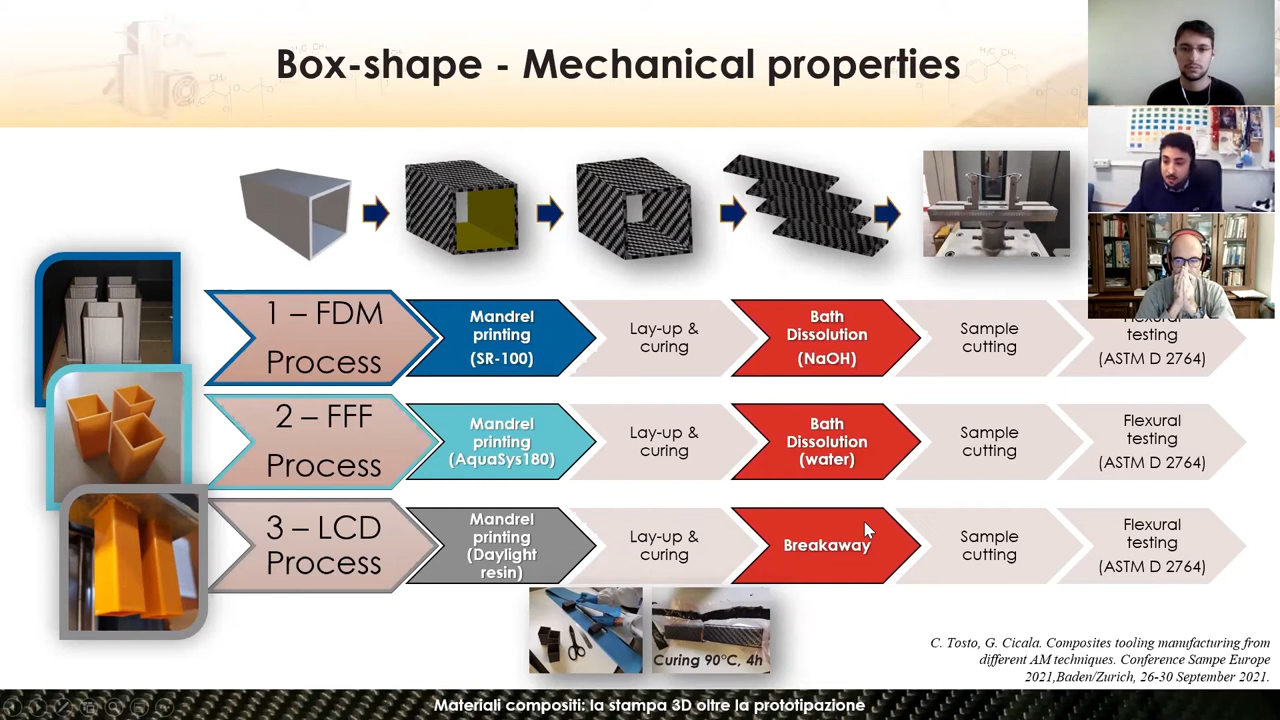 Box-shape - Mechanical properties
1 – FDM
Process
Mandrel
printing
(SR-100)
Lay-up &
curing
Bath
Dissolution
(NaOH)
Sample
cutting
Flexural
testing
(ASTM D 2764)
2 – FFF
Process
Mandrel
printing
(AquaSys180)
Lay-up &
curing
Bath
Dissolution
(water)
Sample
cutting
Flexural
testing
(ASTM D 2764)
3 – LCD
Process
Mandrel
printing
(Daylight
resin)
Lay-up &
curing
Breakaway
Sample
cutting
Flexural
testing
(ASTM D 2764)
Curing 90°C, 4h
C. Tosto, G. Cicala. Composites tooling manufacturing from
different AM techniques. Conference Sampe Europe
2021,Baden/Zurich, 26-30 September 2021.
Materiali compositi: la stampa 3D oltre la prototipazione